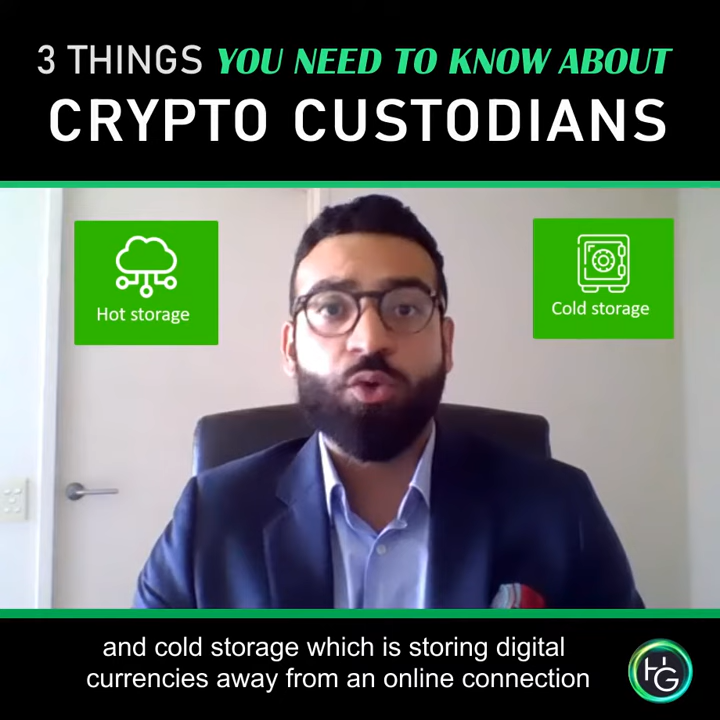 3 THINGS YOU NEED TO KNOW ABOUT
CRYPTO CUSTODIANS
Hot storage
Cold storage
and cold storage which is storing digital
currencies away from an online connection
HG